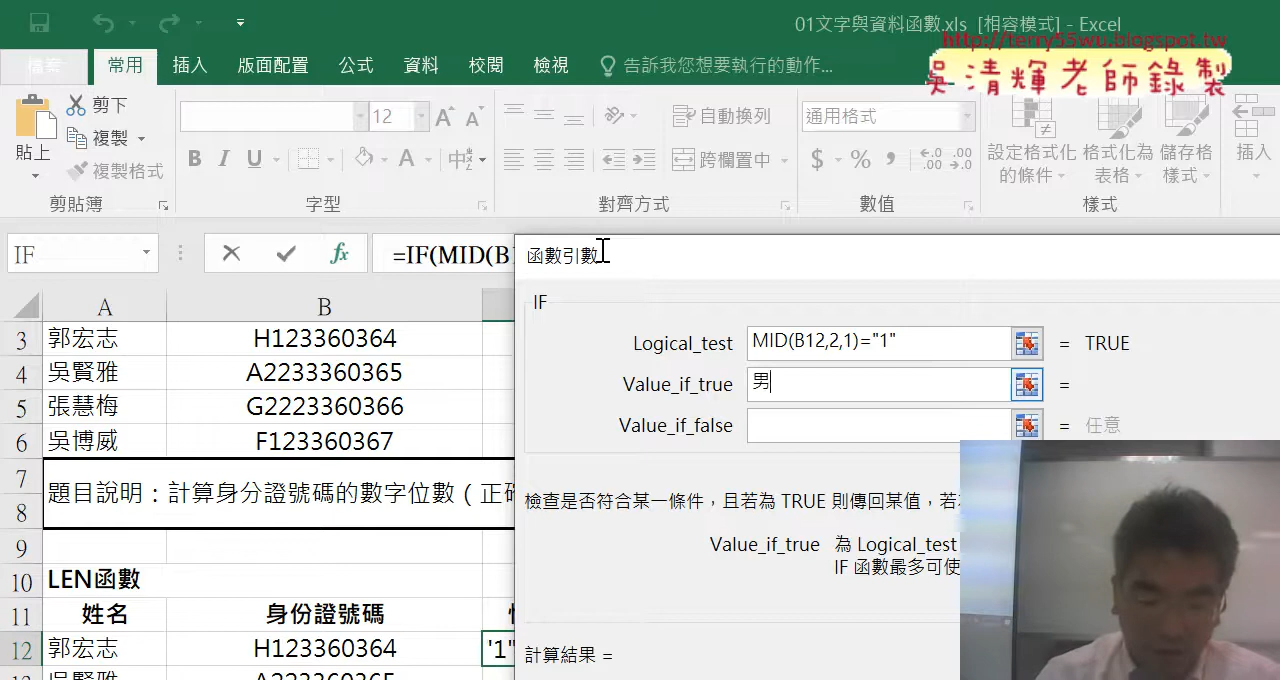 01文字與資料函數.xls [相容模式] - Excel
http://terry55wu.blogspot.tw
吳清輝老師錄製
檔案 常用 插入 版面配置 公式 資料 校閱 檢視 告訴我您想要執行的動作...
剪下
複製
貼上
複製格式
剪貼簿
12
A A
B I U
A
中
字型
自動換列
跨欄置中
對齊方式
通用格式
$ % ,
數值
設定格式化的條件
格式化為表格
儲存格樣式
樣式
插入
IF
fx
=IF(MID(B1
A B
3 郭宏志 H123360364
4 吳賢雅 A2233360365
5 張慧梅 G2223360366
6 吳博威 F123360367
7
題目說明：計算身分證號碼的數字位數（正確
8
9
10 LEN函數
11 姓名 身份證號碼
12 郭宏志 H123360364 '1"
函數引數
IF
Logical_test MID(B12,2,1)="1" = TRUE
Value_if_true 男 =
Value_if_false = 任意
檢查是否符合某一條件，且若為 TRUE 則傳回某值，若
Value_if_true 為 Logical_test
IF 函數最多可使
計算結果 =